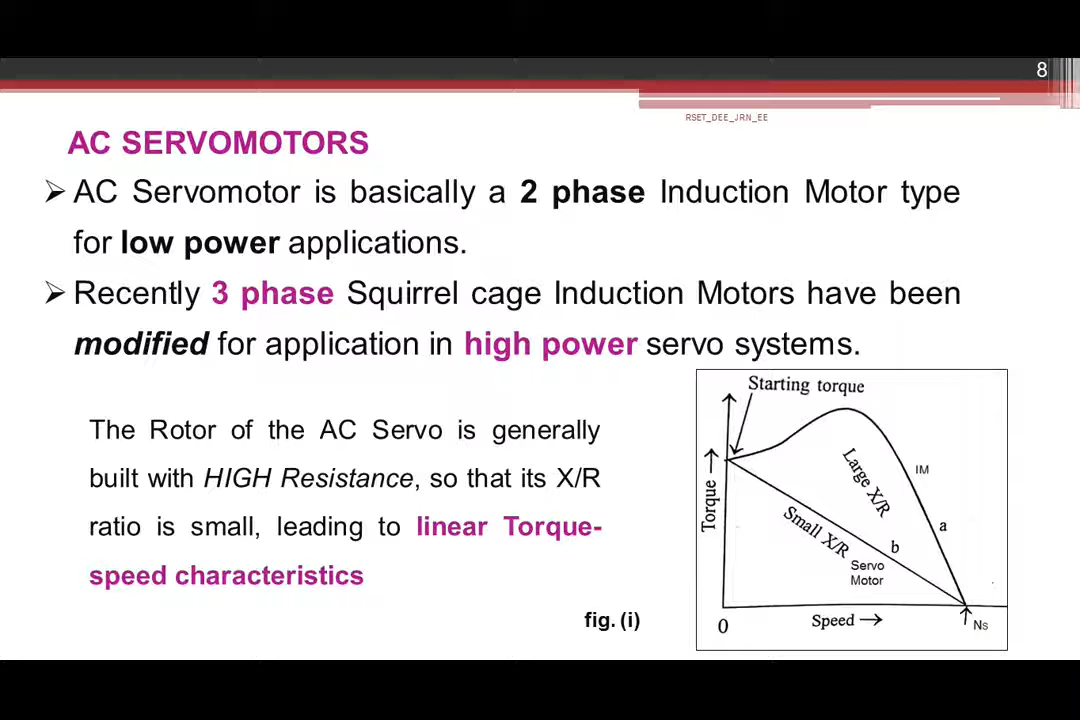 8
RSET_DEE_JRN_EE
AC SERVOMOTORS
➢ AC Servomotor is basically a 2 phase Induction Motor type
for low power applications.
➢ Recently 3 phase Squirrel cage Induction Motors have been
modified for application in high power servo systems.
The Rotor of the AC Servo is generally
built with HIGH Resistance, so that its X/R
ratio is small, leading to linear Torque-
speed characteristics
fig. (i)
Starting torque
Torque →
Large X/R
IM
a
Small X/R
b
Servo
Motor
0
Speed →
Ns